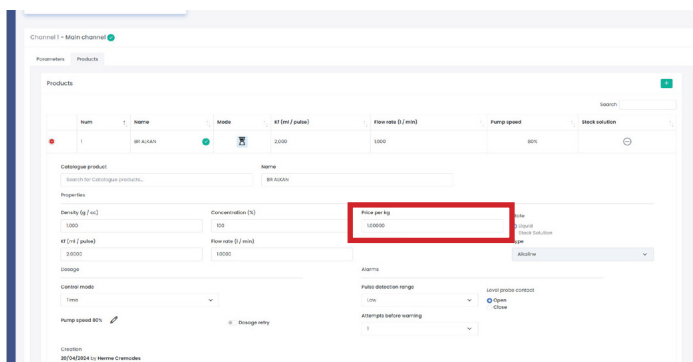 Channel 1 - Main channel
Parameters Products
Products
+
Search
Num Name Mode Kf (ml / pulse) Flow rate (l / min) Pump speed Stock solution
1 BR ALKAN 2,000 1,000 80%
Catalogue product Name
Search for Catalogue products... BR ALKAN
Properties
Density (g / cc) Concentration (%) Price per kg
1,000 100 1,00000
Liquid
Stock Solution
Kf (ml / pulse) Flow rate (l / min)
2,0000 1,0000 Alkaline
Dosage Alarms
Control mode Pulse detection range Level probe contact
Time Low Open
Close
Pump speed 80% Dosage retry Attempts before warning
1
Creation
30/04/2024 by Herme Cremades